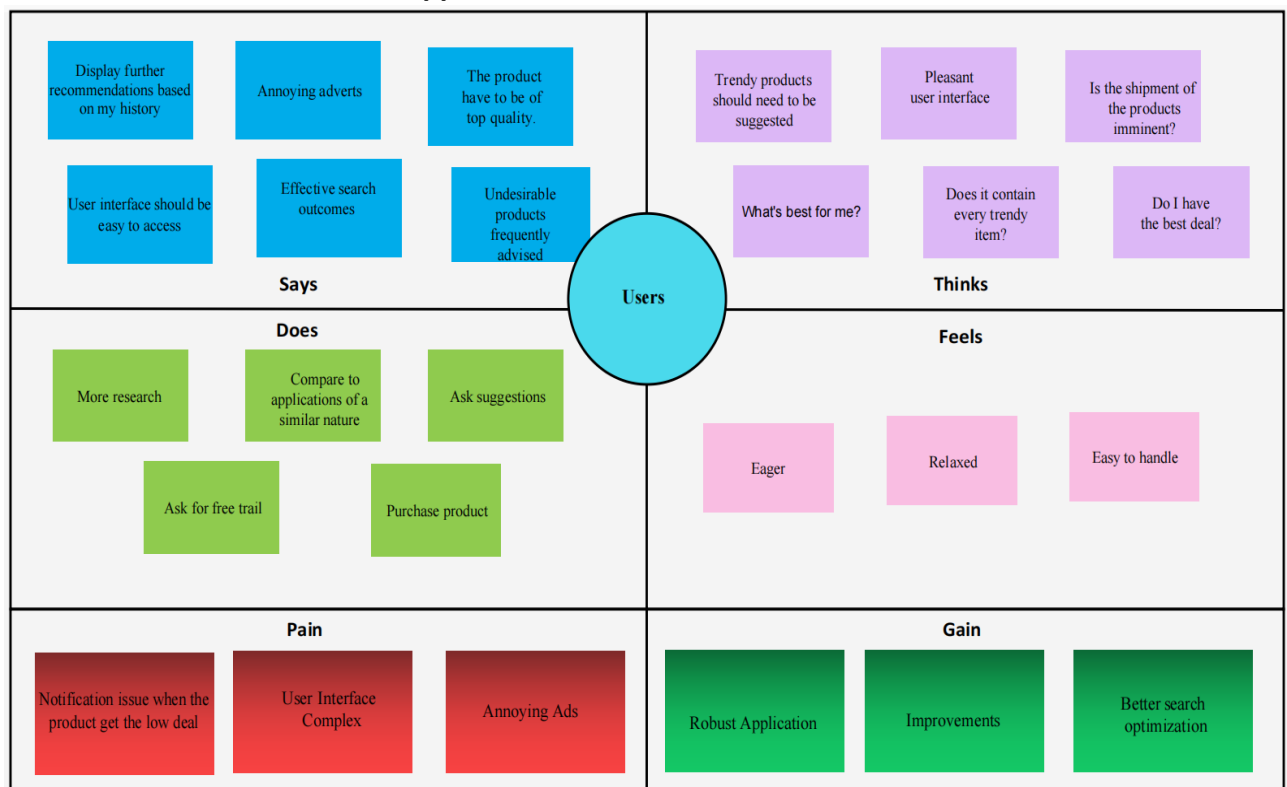 Display further
recommendations based
on my history
Annoying adverts
The product
have to be of
top quality.
User interface should be
easy to access
Effective search
outcomes
Undesirable
products
frequently
advised
Says
Trendy products
should need to be
suggested
Pleasant
user interface
Is the shipment of
the products
imminent?
What's best for me?
Does it contain
every trendy
item?
Do I have
the best deal?
Thinks
Users
Does
More research
Compare to
applications of a
similar nature
Ask suggestions
Ask for free trail
Purchase product
Feels
Eager
Relaxed
Easy to handle
Pain
Notification issue when the
product get the low deal
User Interface
Complex
Annoying Ads
Gain
Robust Application
Improvements
Better search
optimization